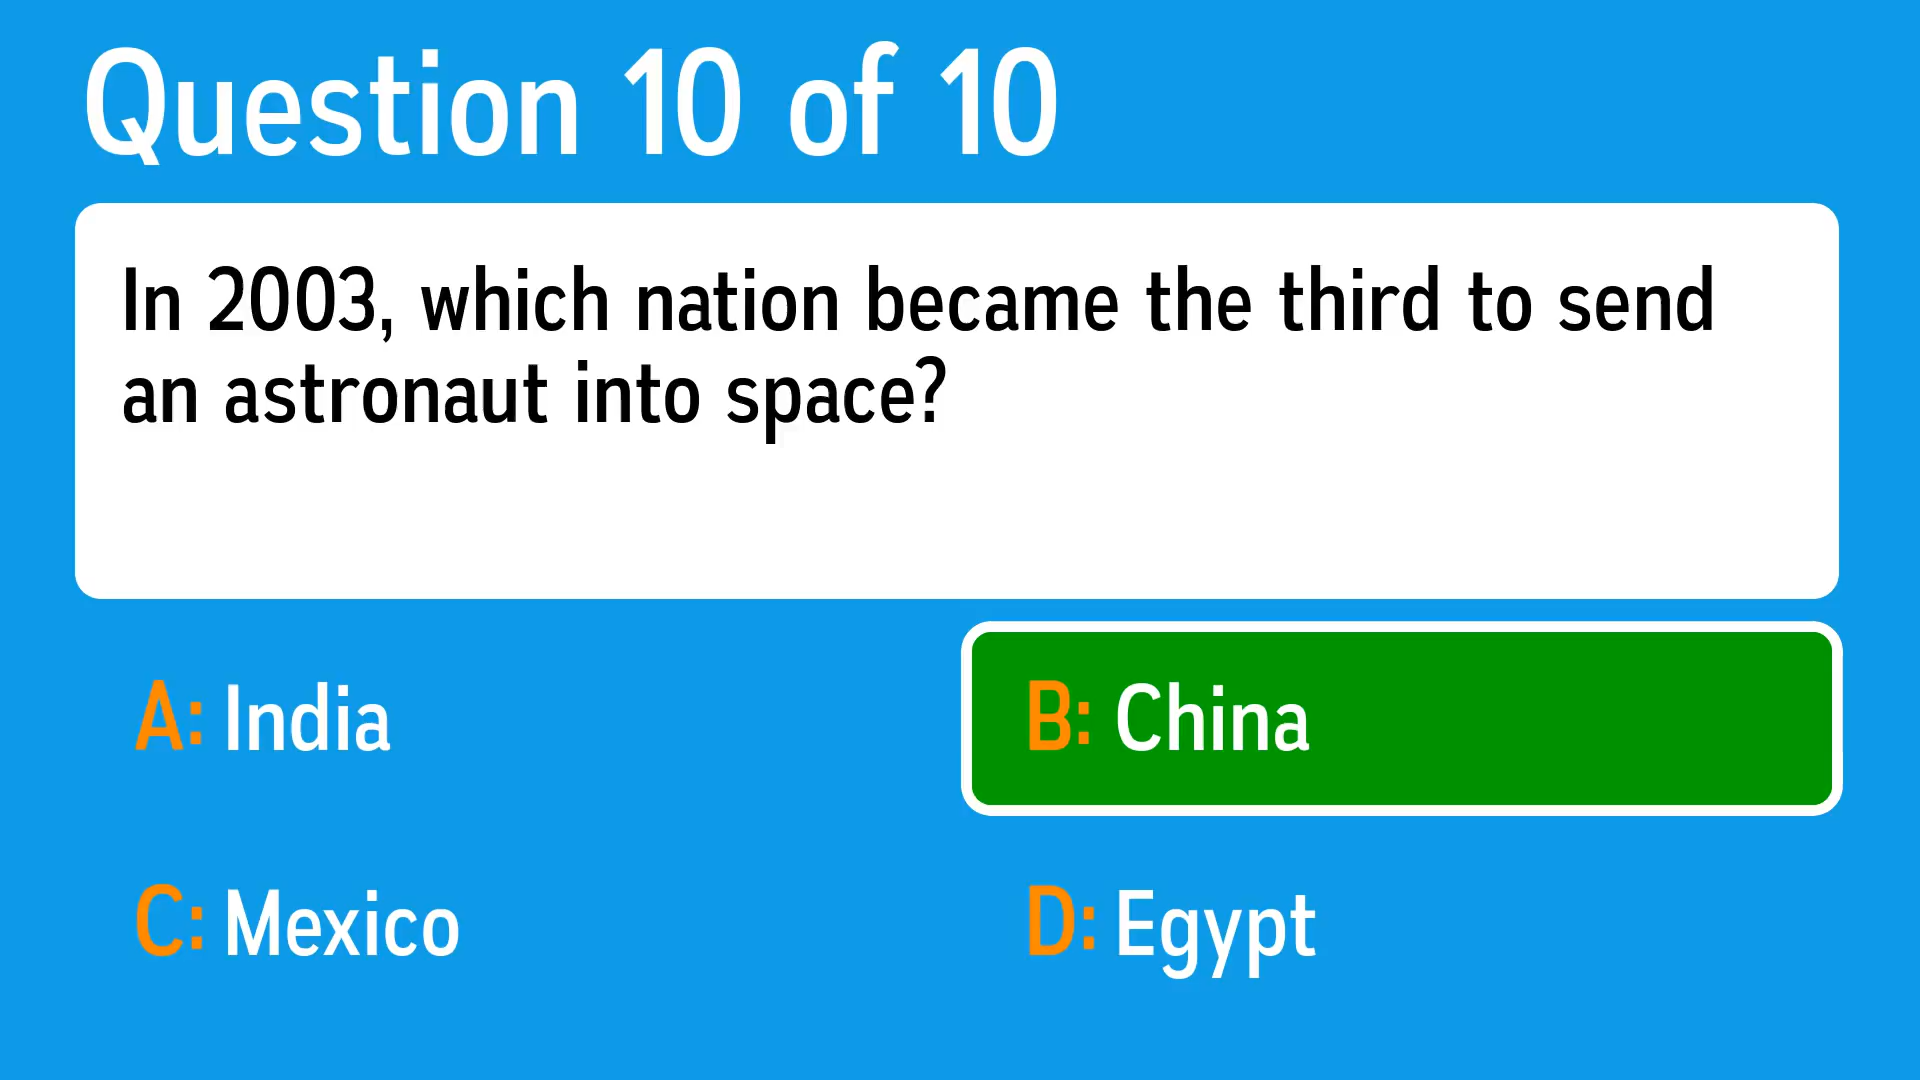 Question 10 of 10
In 2003, which nation became the third to send
an astronaut into space?
A: India
B: China
C: Mexico
D: Egypt